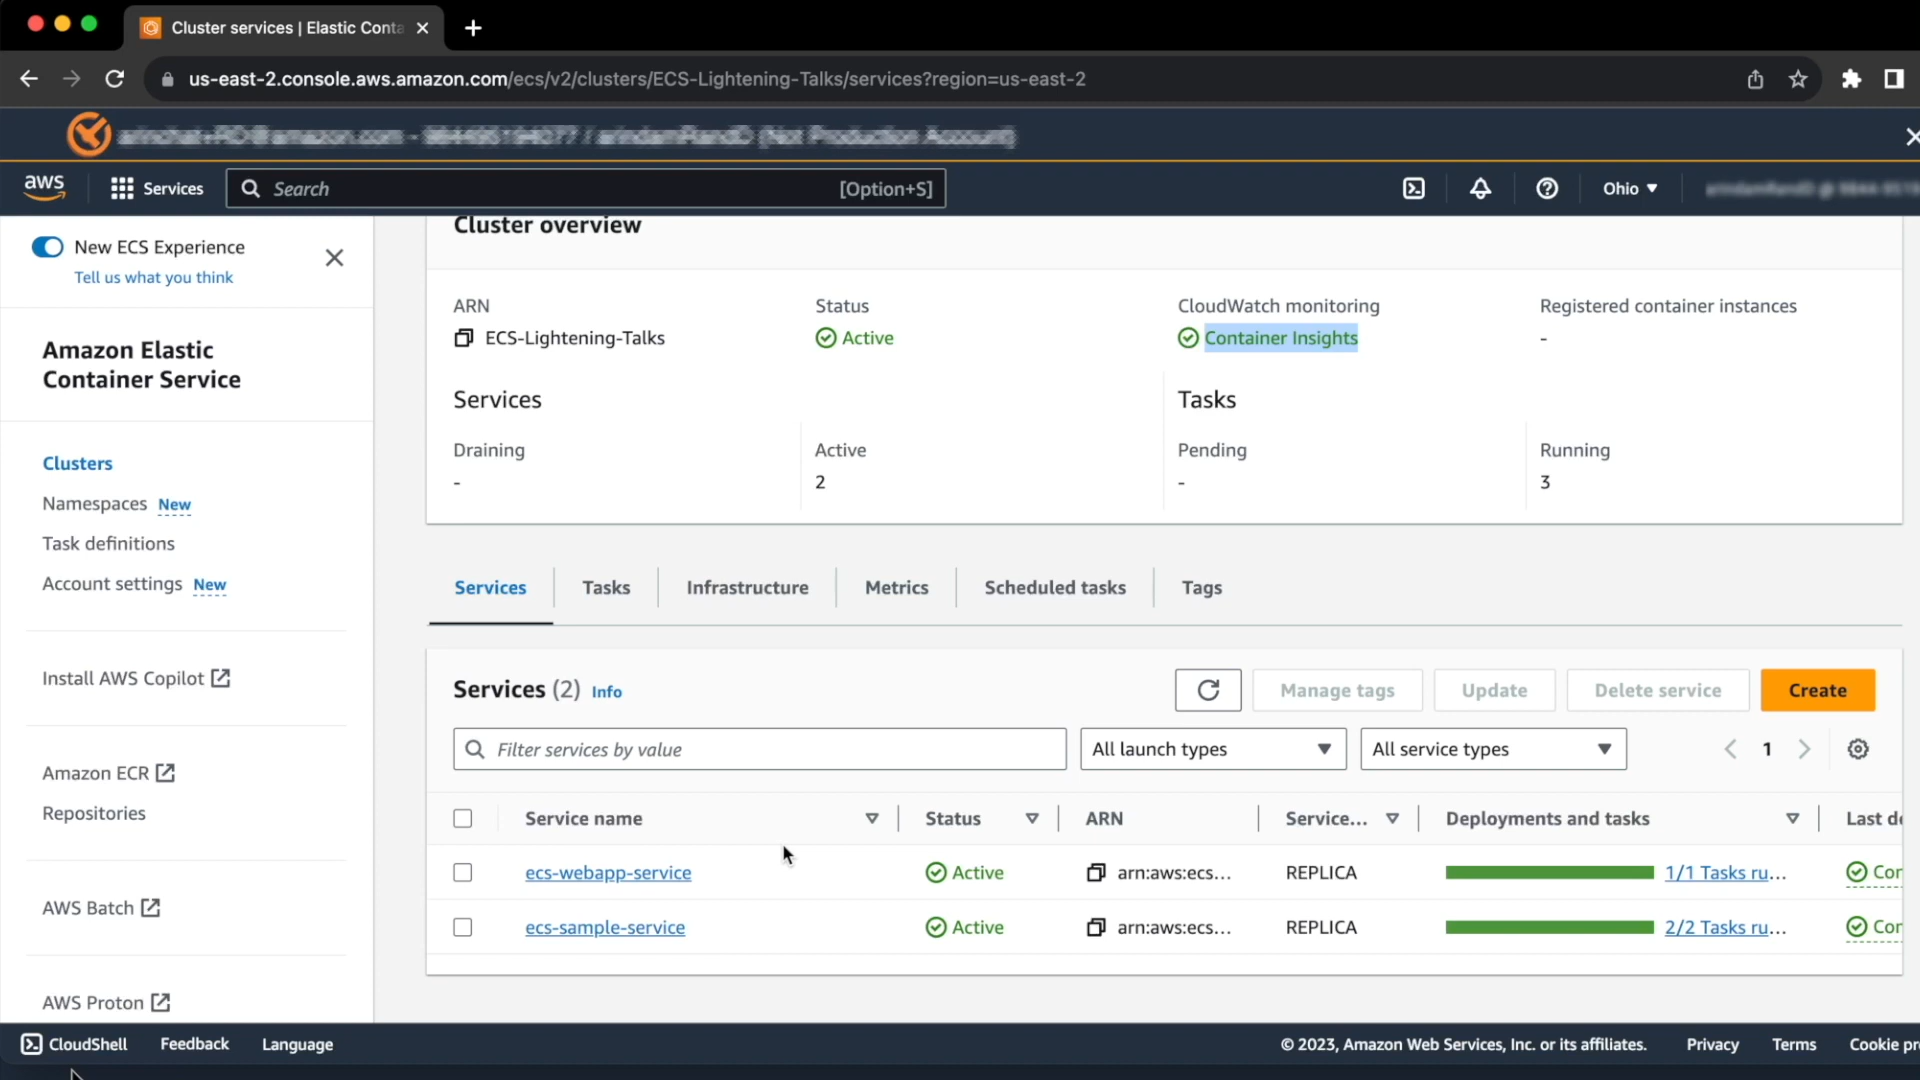 Cluster services | Elastic Conta
us-east-2.console.aws.amazon.com/ecs/v2/clusters/ECS-Lightening-Talks/services?region=us-east-2
aws
Services
Search
[Option+S]
Ohio
New ECS Experience
Tell us what you think
Amazon Elastic
Container Service
Clusters
Namespaces New
Task definitions
Account settings New
Install AWS Copilot
Amazon ECR
Repositories
AWS Batch
AWS Proton
Cluster overview
ARN
ECS-Lightening-Talks
Status
Active
CloudWatch monitoring
Container Insights
Registered container instances
-
Services
Draining
-
Active
2
Tasks
Pending
-
Running
3
Services
Tasks
Infrastructure
Metrics
Scheduled tasks
Tags
Services (2) Info
Manage tags
Update
Delete service
Create
Filter services by value
All launch types
All service types
1
Service name
Status
ARN
Service...
Deployments and tasks
Last de
ecs-webapp-service
Active
arn:aws:ecs...
REPLICA
1/1 Tasks ru...
Con
ecs-sample-service
Active
arn:aws:ecs...
REPLICA
2/2 Tasks ru...
Con
CloudShell
Feedback
Language
© 2023, Amazon Web Services, Inc. or its affiliates.
Privacy
Terms
Cookie pr